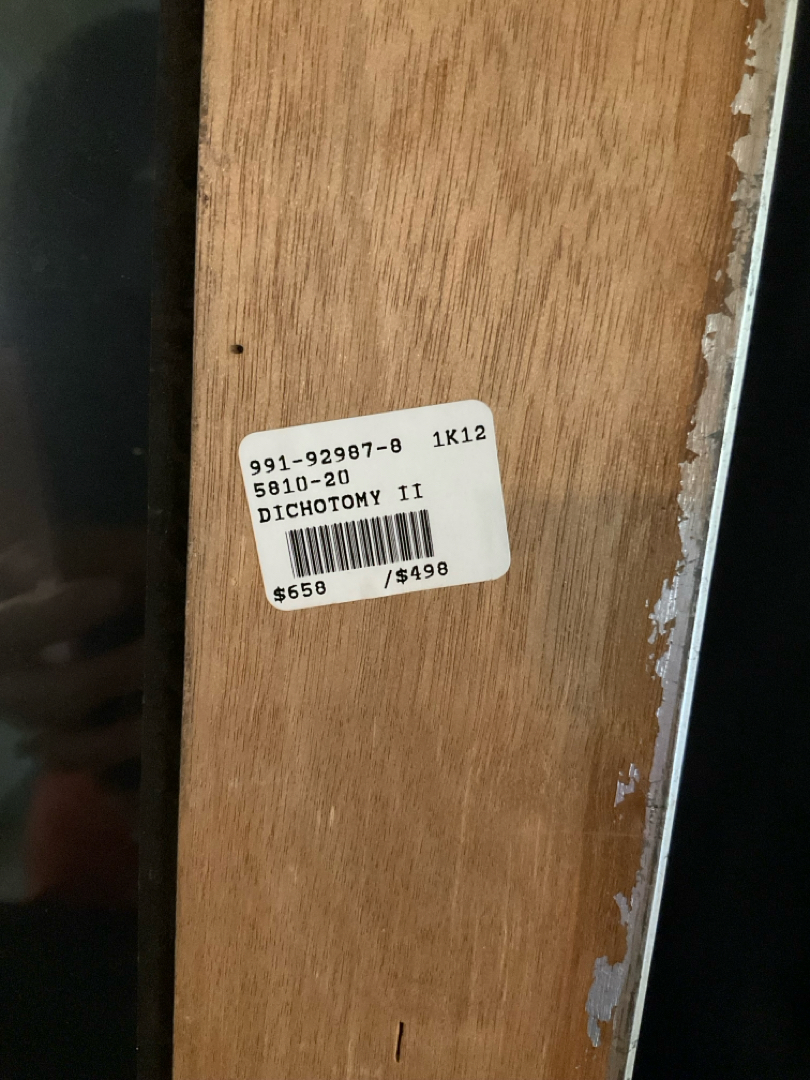 991-92987-8 1K12
5810-20
DICHOTOMY II
$658 /$498